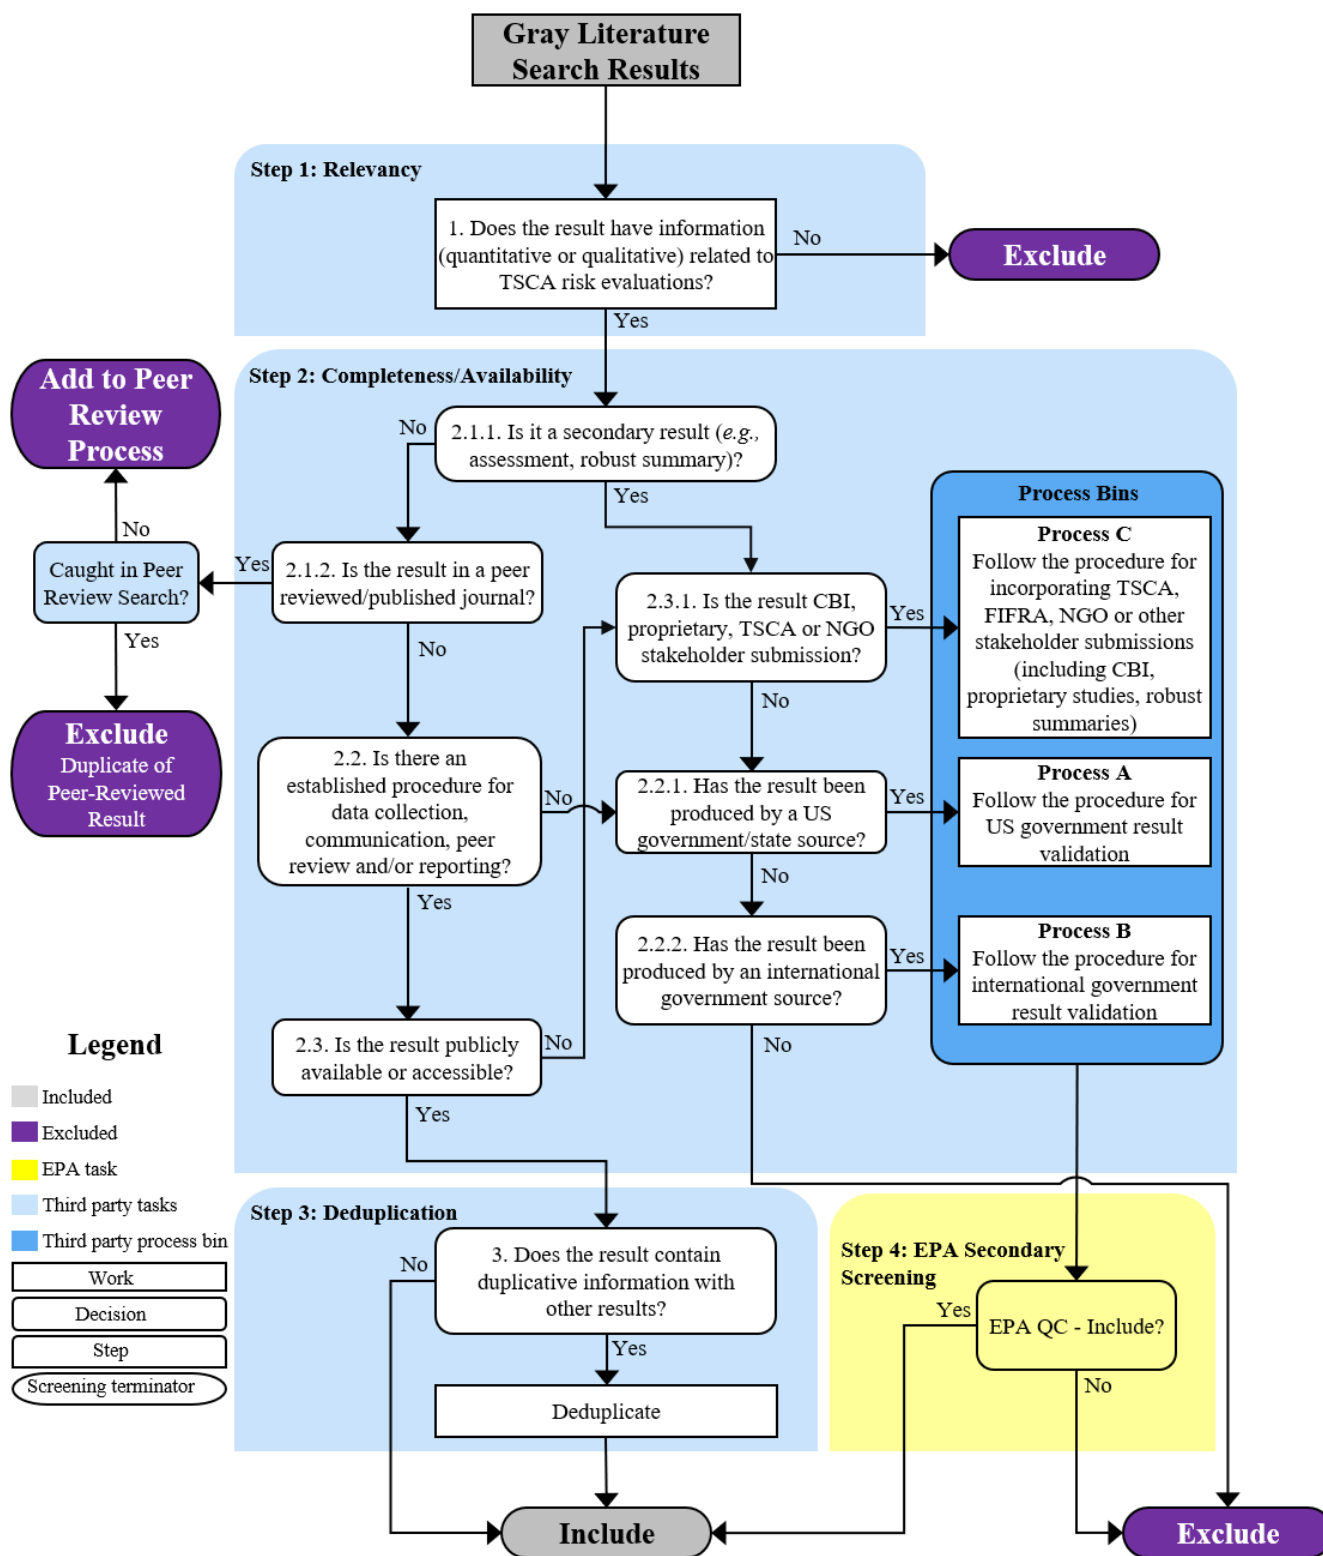 Gray Literature
Search Results
Step 1: Relevancy
1. Does the result have information
(quantitative or qualitative) related to
TSCA risk evaluations?
No
Exclude
Yes
Add to Peer
Review
Process
Step 2: Completeness/Availability
No
2.1.1. Is it a secondary result (e.g.,
assessment, robust summary)?
Yes
Process Bins
Process C
Follow the procedure for
incorporating TSCA,
FIFRA, NGO or other
stakeholder submissions
(including CBI,
proprietary studies, robust
summaries)
No
Caught in Peer
Review Search?
Yes
2.1.2. Is the result in a peer
reviewed/published journal?
2.3.1. Is the result CBI,
proprietary, TSCA or NGO
stakeholder submission?
Yes
Yes
No
No
Exclude
Duplicate of
Peer-Reviewed
Result
2.2. Is there an
established procedure for
data collection,
communication, peer
review and/or reporting?
No
2.2.1. Has the result been
produced by a US
government/state source?
Yes
Process A
Follow the procedure for
US government result
validation
Yes
No
2.2.2. Has the result been
produced by an international
government source?
Yes
Process B
Follow the procedure for
international government
result validation
2.3. Is the result publicly
available or accessible?
No
No
Yes
Legend
Included
Excluded
EPA task
Third party tasks
Third party process bin
Work
Decision
Step
Screening terminator
Step 3: Deduplication
No
3. Does the result contain
duplicative information with
other results?
Yes
Deduplicate
Step 4: EPA Secondary
Screening
Yes
EPA QC - Include?
No
Include
Exclude